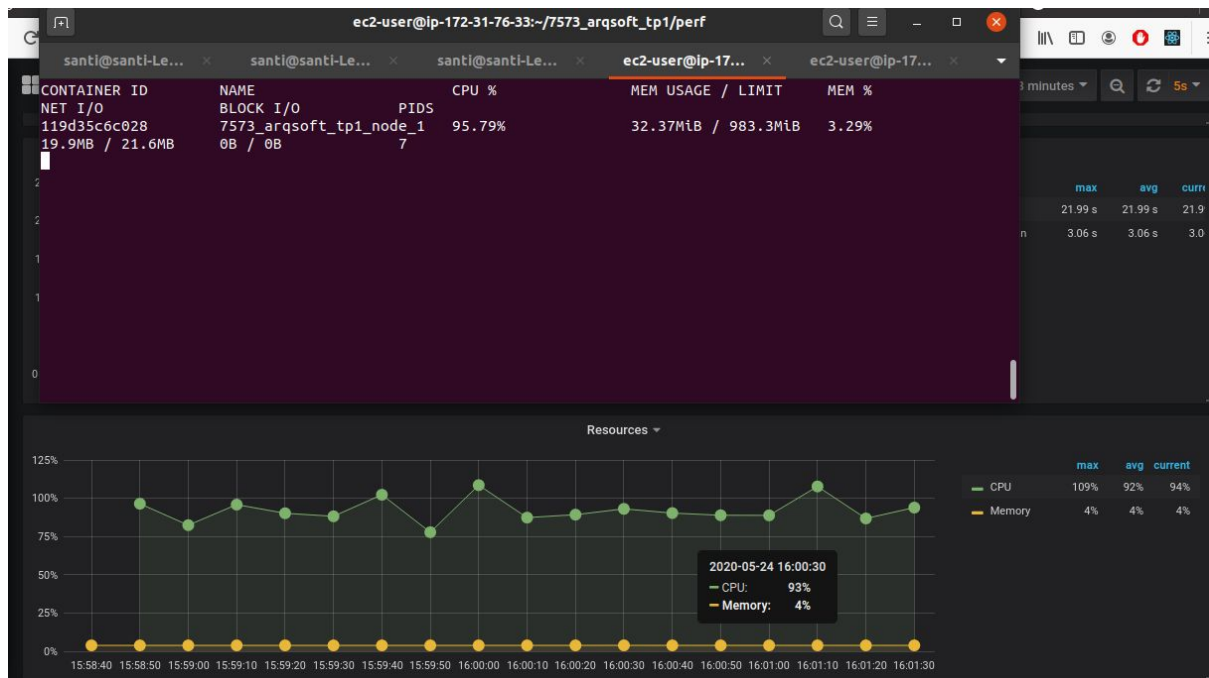 ec2-user@ip-172-31-76-33:~/7573_arqsoft_tp1/perf
santi@santi-Le... santi@santi-Le... santi@santi-Le... ec2-user@ip-17... ec2-user@ip-17...
CONTAINER ID NAME CPU % MEM USAGE / LIMIT MEM %
NET I/O BLOCK I/O PIDS
119d35c6c028 7573_arqsoft_tp1_node_1 95.79% 32.37MiB / 983.3MiB 3.29%
19.9MB / 21.6MB 0B / 0B 7
minutes 5s
max avg curre
21.99 s 21.99 s 21.9
n 3.06 s 3.06 s 3.0
2
2
1
1
0
Resources
125%
100%
75%
50%
25%
0%
15:58:40 15:58:50 15:59:00 15:59:10 15:59:20 15:59:30 15:59:40 15:59:50 16:00:00 16:00:10 16:00:20 16:00:30 16:00:40 16:00:50 16:01:00 16:01:10 16:01:20 16:01:30
2020-05-24 16:00:30
CPU: 93%
Memory: 4%
max avg current
CPU 109% 92% 94%
Memory 4% 4% 4%